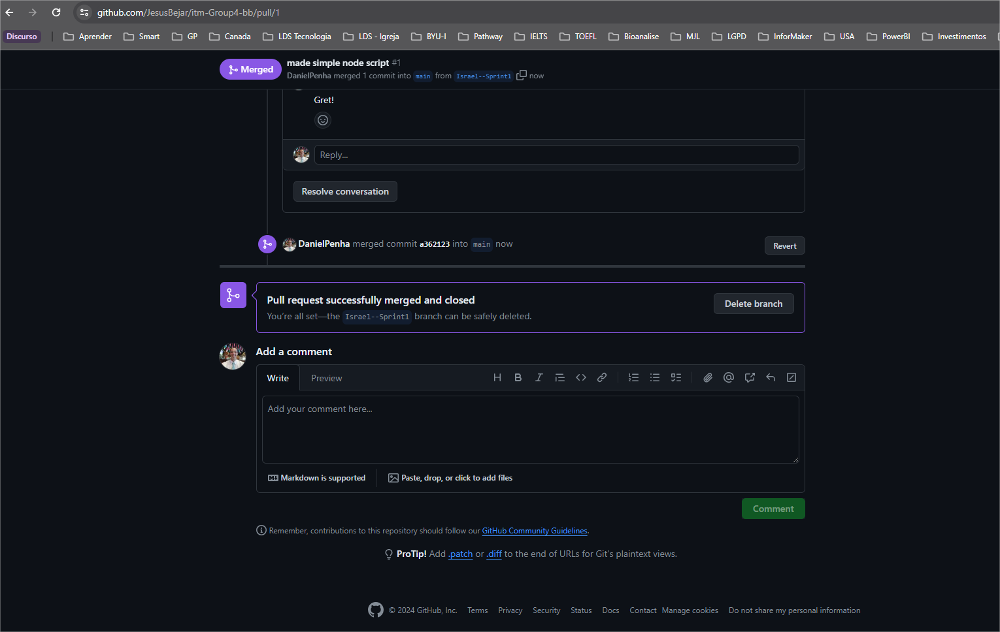 github.com/JesusBejar/itm-Group4-bb/pull/1
Discurso Aprender Smart GP Canada LDS Tecnologia LDS - Igreja BYU-I Pathway IELTS TOEFL Bioanalise MJL LGPD InforMaker USA PowerBI Investimentos
Merged
made simple node script #1
DanielPenha merged 1 commit into main from Israel--Sprint1 now
Gret!
Reply...
Resolve conversation
DanielPenha merged commit a362123 into main now
Revert
Pull request successfully merged and closed
You're all set—the Israel--Sprint1 branch can be safely deleted.
Delete branch
Add a comment
Write Preview
Add your comment here...
Markdown is supported Paste, drop, or click to add files
Comment
Remember, contributions to this repository should follow our GitHub Community Guidelines.
ProTip! Add .patch or .diff to the end of URLs for Git's plaintext views.
© 2024 GitHub, Inc. Terms Privacy Security Status Docs Contact Manage cookies Do not share my personal information